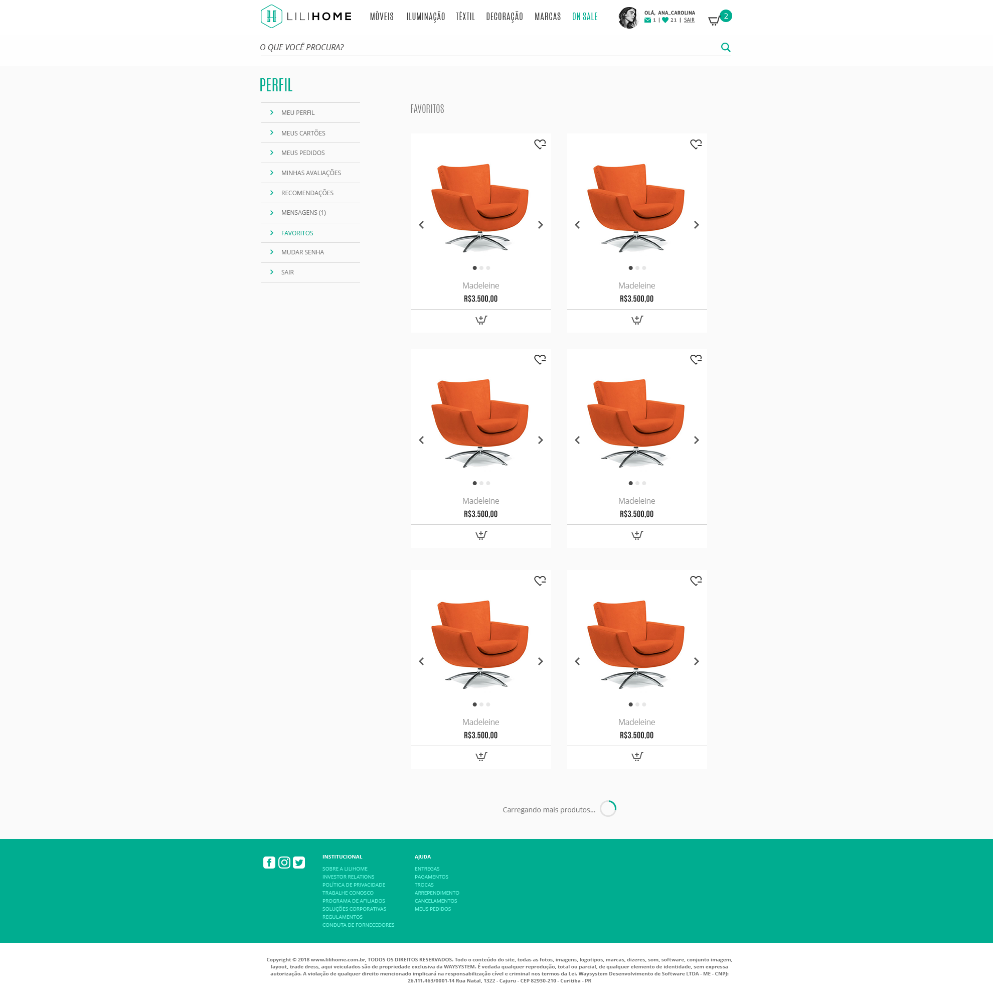 LILIHOME
MÓVEIS ILUMINAÇÃO TÊXTIL DECORAÇÃO MARCAS ON SALE
OLÁ, ANA_CAROLINA
1 | 21 | SAIR
2
O QUE VOCÊ PROCURA?
PERFIL
MEU PERFIL
MEUS CARTÕES
MEUS PEDIDOS
MINHAS AVALIAÇÕES
RECOMENDAÇÕES
MENSAGENS (1)
FAVORITOS
MUDAR SENHA
SAIR
FAVORITOS
Madeleine
R$3.500,00
Madeleine
R$3.500,00
Madeleine
R$3.500,00
Madeleine
R$3.500,00
Madeleine
R$3.500,00
Madeleine
R$3.500,00
Carregando mais produtos...
INSTITUCIONAL
SOBRE A LILIHOME
INVESTOR RELATIONS
POLÍTICA DE PRIVACIDADE
TRABALHE CONOSCO
PROGRAMA DE AFILIADOS
SOLUÇÕES CORPORATIVAS
REGULAMENTOS
CONDUTA DE FORNECEDORES
AJUDA
ENTREGAS
PAGAMENTOS
TROCAS
ARREPENDIMENTO
CANCELAMENTOS
MEUS PEDIDOS
Copyright © 2018 www.lilihome.com.br, TODOS OS DIREITOS RESERVADOS. Todo o conteúdo do site, todas as fotos, imagens, logotipos, marcas, dizeres, som, software, conjunto imagem,
layout, trade dress, aqui veiculados são de propriedade exclusiva da WAYSYSTEM. É vedada qualquer reprodução, total ou parcial, de qualquer elemento de identidade, sem expressa
autorização. A violação de qualquer direito mencionado implicará na responsabilização cível e criminal nos termos da Lei. Waysystem Desenvolvimento de Software LTDA - ME - CNPJ:
26.111.463/0001-14 Rua Natal, 1322 - Cajuru - CEP 82930-210 - Curitiba - PR